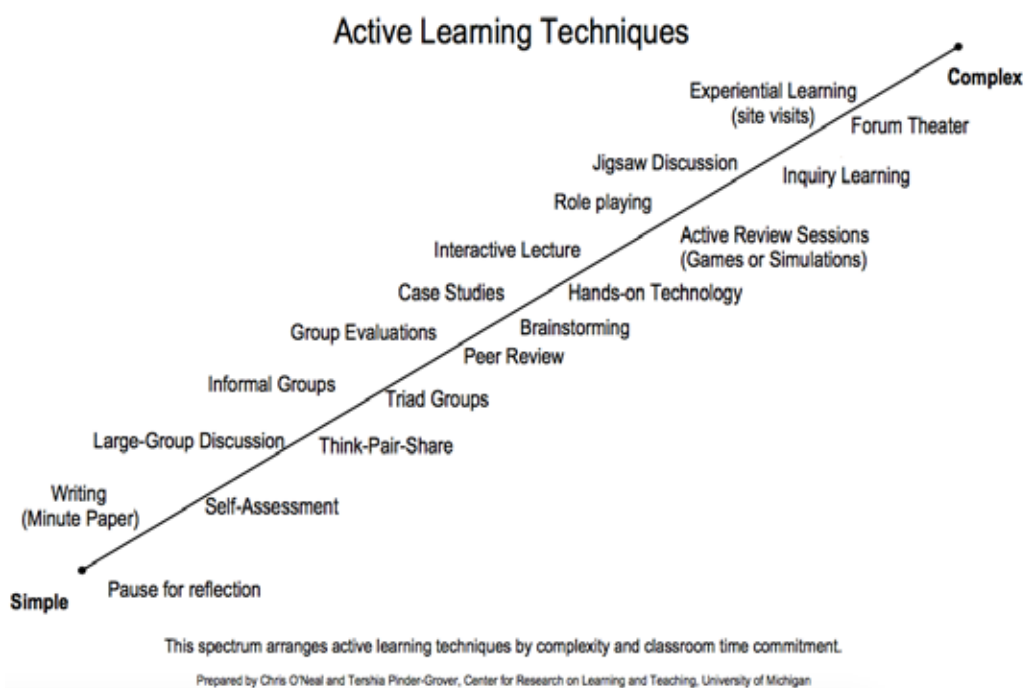 Active Learning Techniques
Complex
Experiential Learning
(site visits)
Forum Theater
Jigsaw Discussion
Inquiry Learning
Role playing
Active Review Sessions
(Games or Simulations)
Interactive Lecture
Case Studies
Hands-on Technology
Group Evaluations
Brainstorming
Peer Review
Informal Groups
Triad Groups
Large-Group Discussion
Think-Pair-Share
Writing
(Minute Paper)
Self-Assessment
Pause for reflection
Simple
This spectrum arranges active learning techniques by complexity and classroom time commitment.
Prepared by Chris O'Neal and Tershia Pinder-Grover, Center for Research on Learning and Teaching, University of Michigan